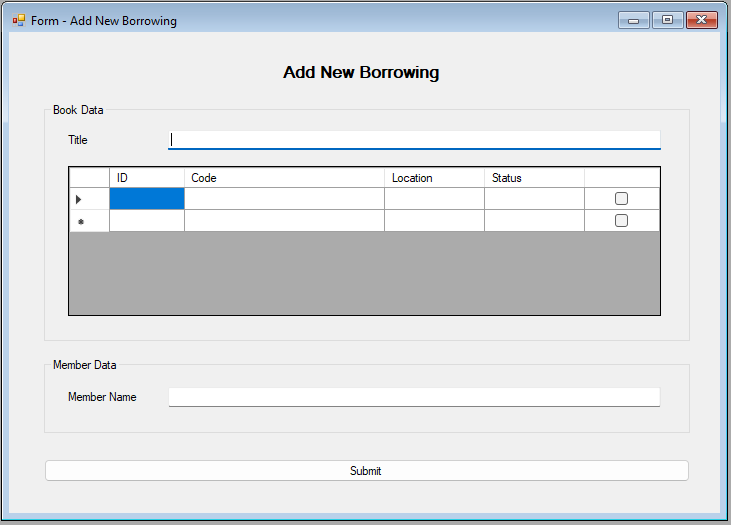 Form - Add New Borrowing
Add New Borrowing
Book Data
Title
ID Code Location Status
Member Data
Member Name
Submit